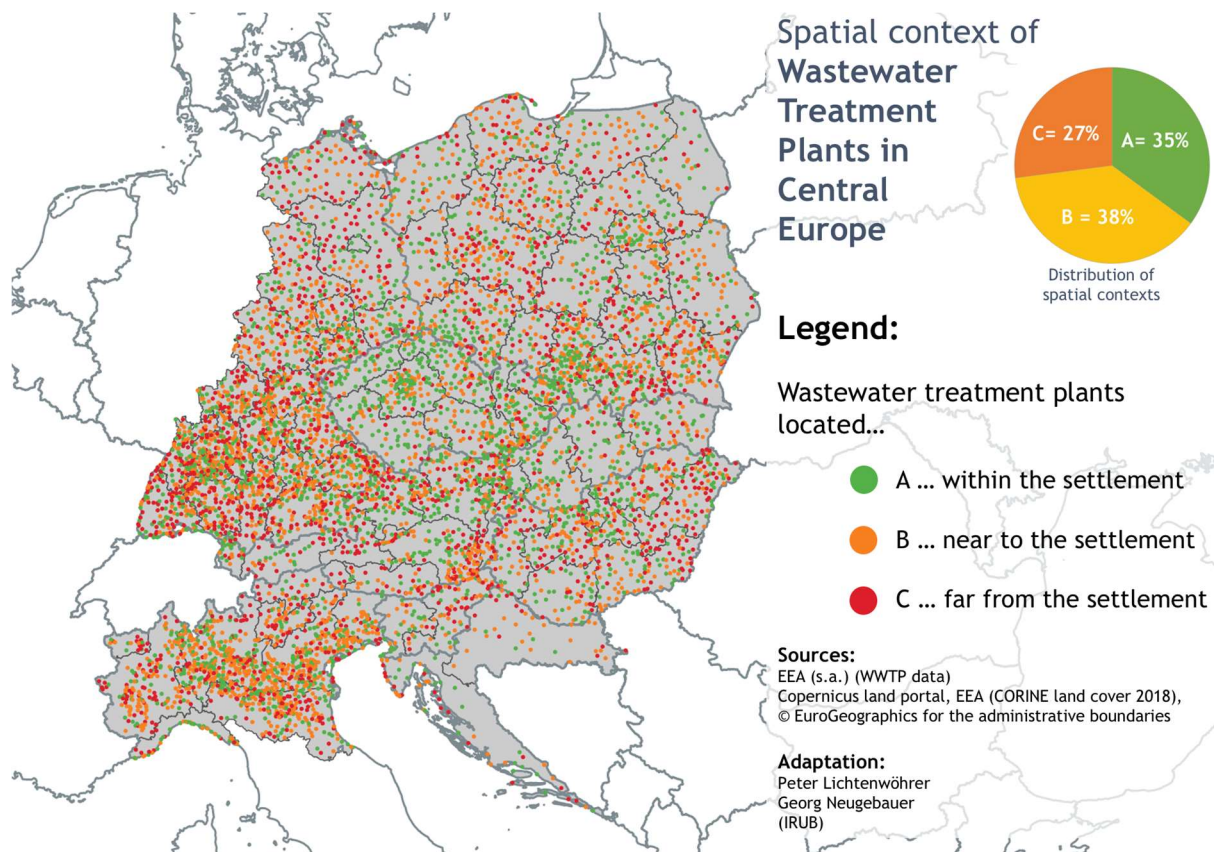 Spatial context of
Wastewater
Treatment
Plants in
Central
Europe
C= 27%
A= 35%
B = 38%
Distribution of
spatial contexts
Legend:
Wastewater treatment plants
located…
A … within the settlement
B … near to the settlement
C … far from the settlement
Sources:
EEA (s.a.) (WWTP data)
Copernicus land portal, EEA (CORINE land cover 2018),
© EuroGeographics for the administrative boundaries
Adaptation:
Peter Lichtenwöhrer
Georg Neugebauer
(IRUB)